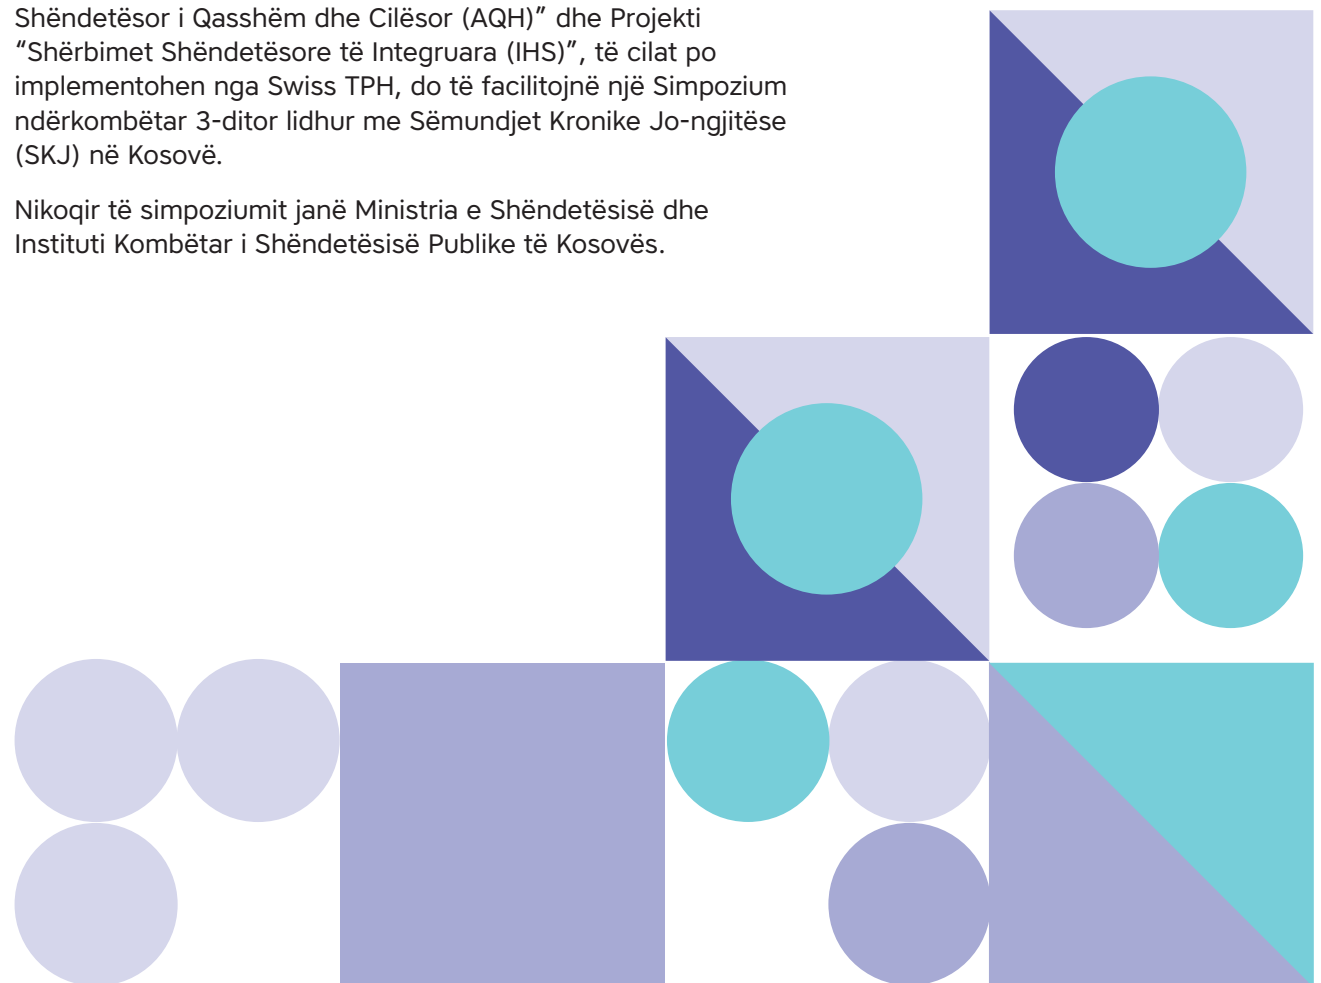 Shëndetësor i Qasshëm dhe Cilësor (AQH)” dhe Projekti
“Shërbimet Shëndetësore të Integruara (IHS)”, të cilat po
implementohen nga Swiss TPH, do të facilitojnë një Simpozium
ndërkombëtar 3-ditor lidhur me Sëmundjet Kronike Jo-ngjitëse
(SKJ) në Kosovë.
Nikoqir të simpoziumit janë Ministria e Shëndetësisë dhe
Instituti Kombëtar i Shëndetësisë Publike të Kosovës.